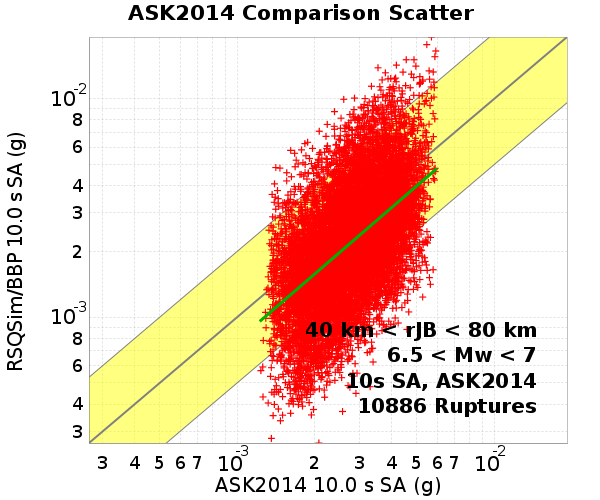 ASK2014 Comparison Scatter
RSQSim/BBP 10.0 s SA (g)
10-2
8
6
4
3
2
10-3
8
6
4
3
40 km < rJB < 80 km
6.5 < Mw < 7
10s SA, ASK2014
10886 Ruptures
3 4 5 6 7 10-3 2 3 4 5 6 7 10-2
ASK2014 10.0 s SA (g)